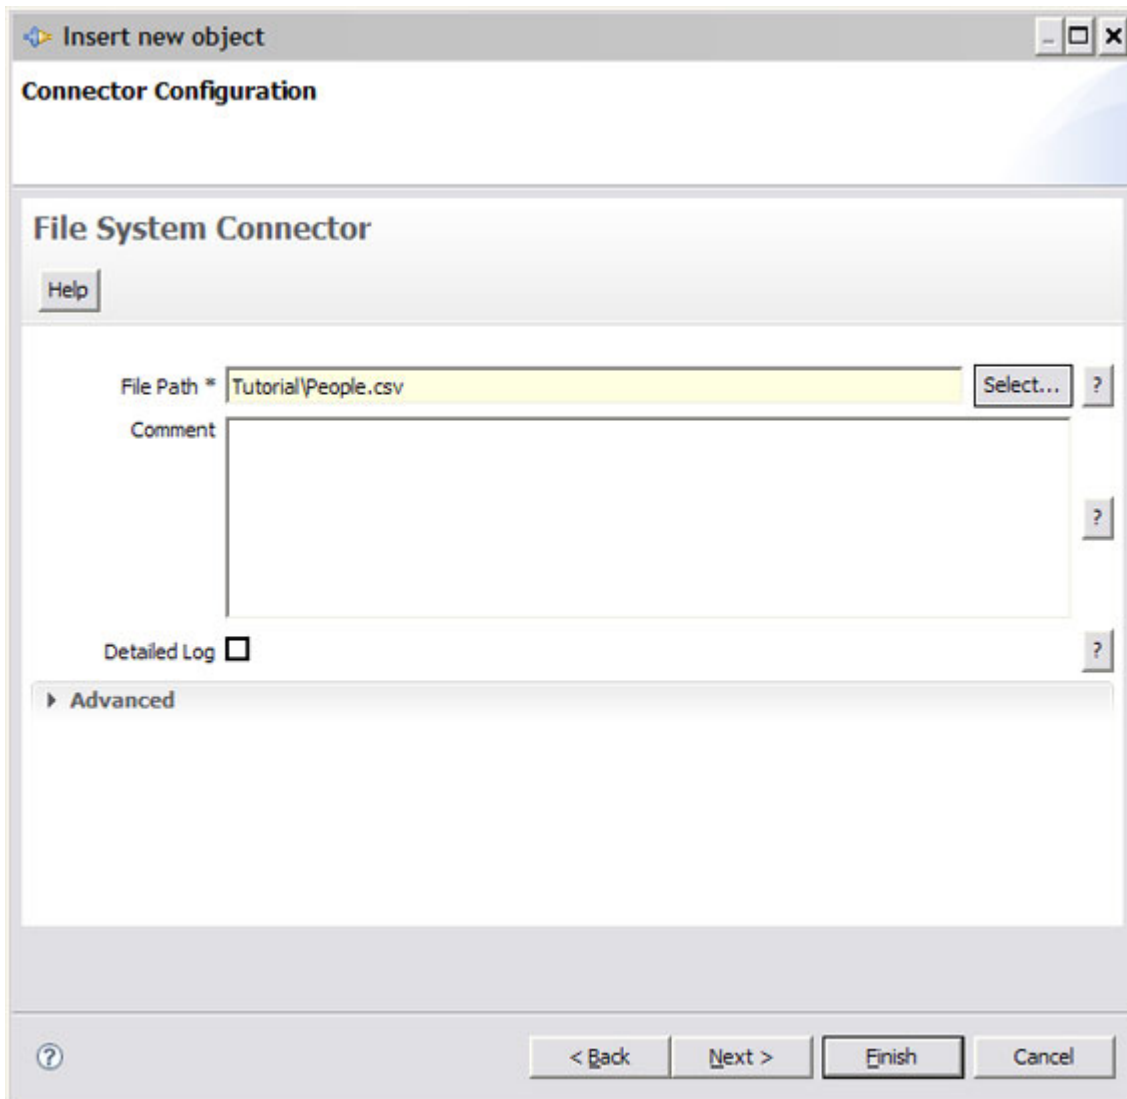 Insert new object
Connector Configuration
File System Connector
Help
File Path * Tutorial\People.csv Select... ?
Comment
?
Detailed Log ?
Advanced
? < Back Next > Finish Cancel